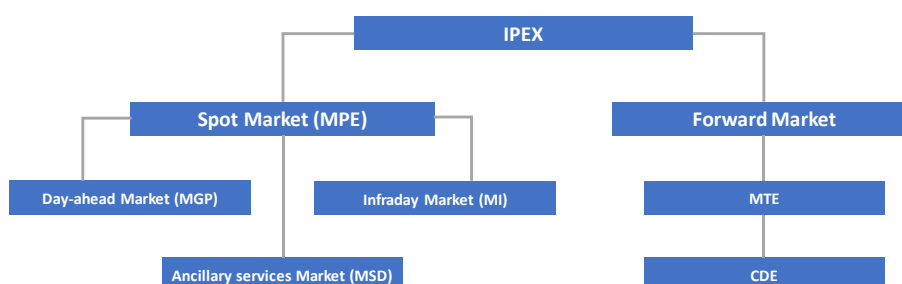 IPEX
Spot Market (MPE)
Forward Market
Day-ahead Market (MGP)
Infraday Market (MI)
MTE
Ancillary services Market (MSD)
CDE